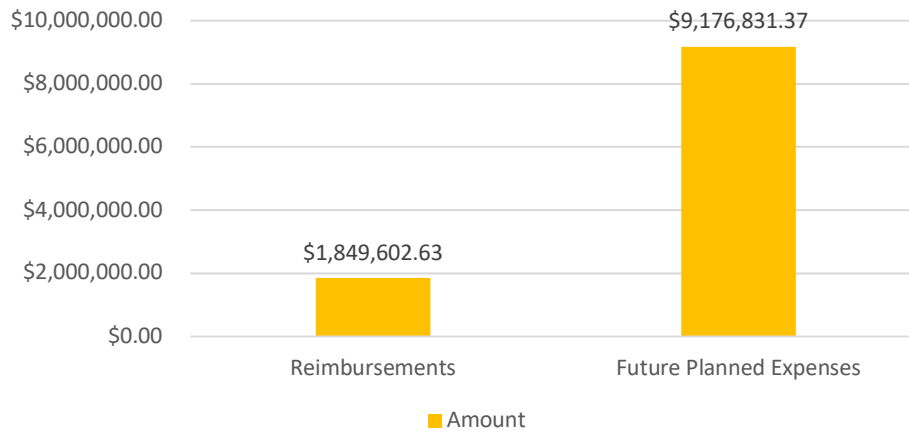 $10,000,000.00
$8,000,000.00
$6,000,000.00
$4,000,000.00
$2,000,000.00
$0.00
$1,849,602.63
$9,176,831.37
Reimbursements
Future Planned Expenses
Amount